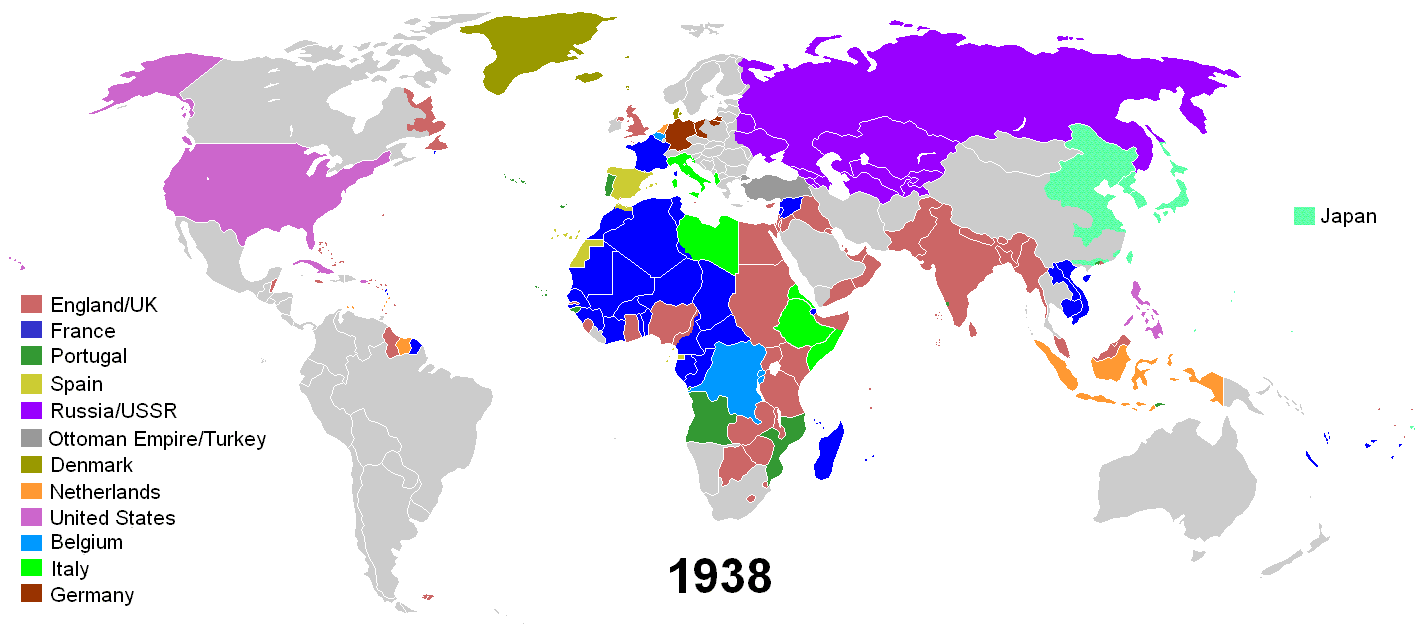 Japan
England/UK
France
Portugal
Spain
Russia/USSR
Ottoman Empire/Turkey
Denmark
Netherlands
United States
Belgium
Italy
Germany
1938